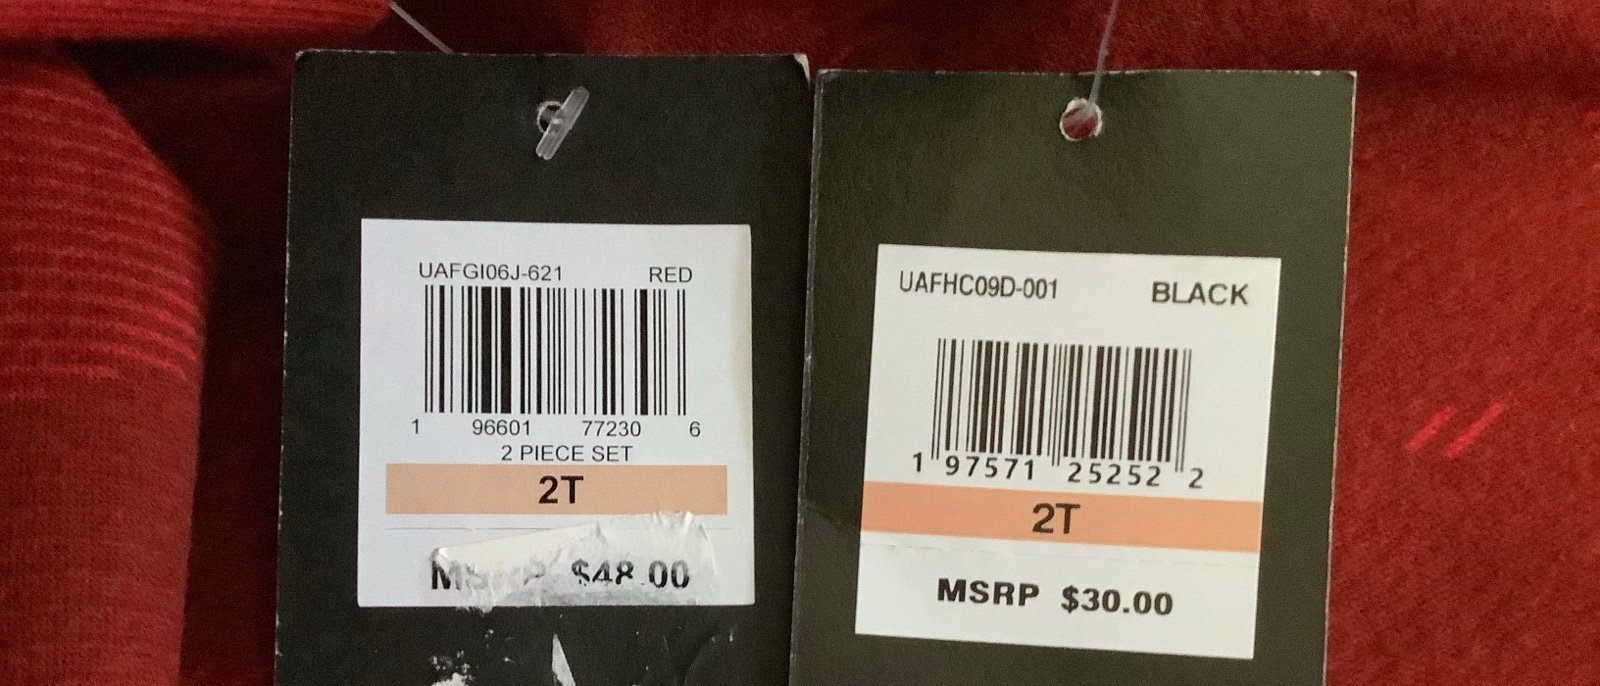 UAFGI06J-621 RED
1 96601 77230 6
2 PIECE SET
2T
MSRP $48.00
UAFHC09D-001 BLACK
1 97571 25252 2
2T
MSRP $30.00